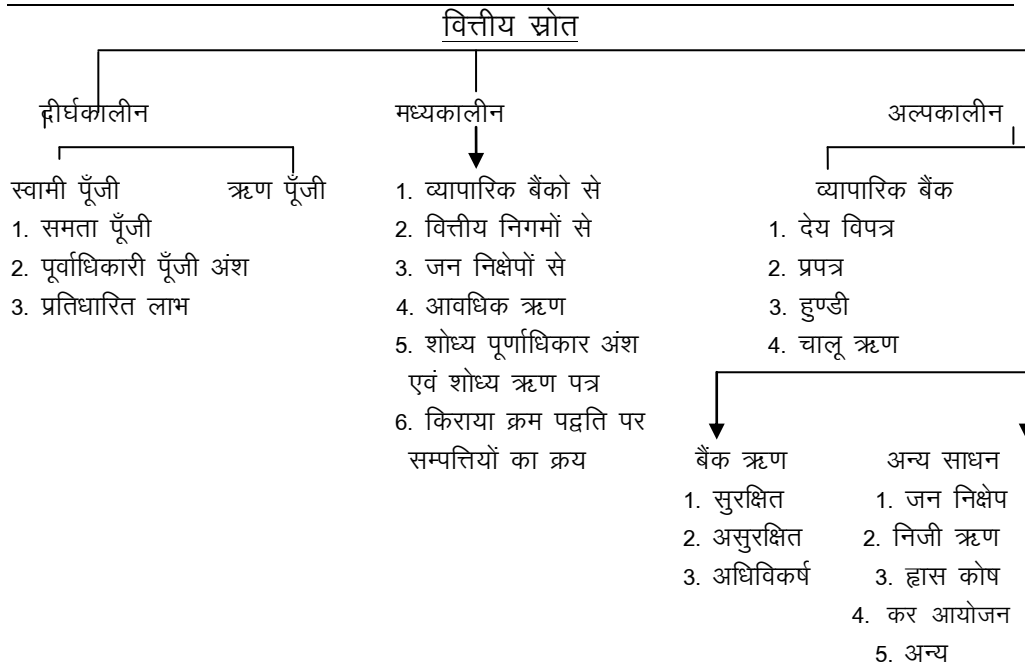 वित्तीय स्रोत
दीर्घकालीन
मध्यकालीन
अल्पकालीन
स्वामी पूँजी
ऋण पूँजी
1. समता पूँजी
2. पूर्वाधिकारी पूँजी अंश
3. प्रतिधारित लाभ
1. व्यापारिक बैंको से
2. वित्तीय निगमों से
3. जन निक्षेपों से
4. आवधिक ऋण
5. शोध्य पूर्णाधिकार अंश
एवं शोध्य ऋण पत्र
6. किराया क्रम पद्वति पर
सम्पत्तियों का क्रय
व्यापारिक बैंक
1. देय विपत्र
2. प्रपत्र
3. हुण्डी
4. चालू ऋण
बैंक ऋण
1. सुरक्षित
2. असुरक्षित
3. अधिविकर्ष
अन्य साधन
1. जन निक्षेप
2. निजी ऋण
3. ह्रास कोष
4. कर आयोजन
5. अन्य